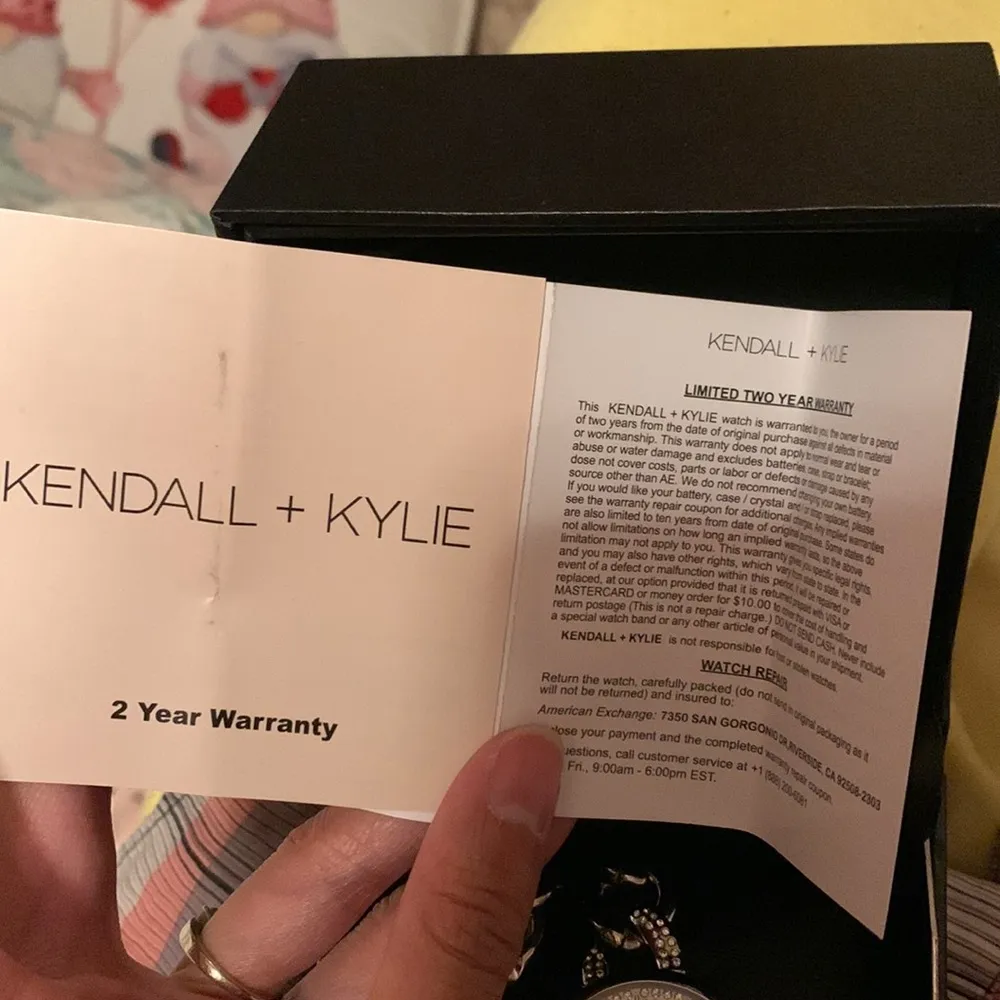 KENDALL + KYLIE
2 Year Warranty
KENDALL + KYLIE
LIMITED TWO YEAR WARRANTY
This KENDALL + KYLIE watch is warranted to you, the owner for a period
of two years from the date of original purchase against all defects in material
or workmanship. This warranty does not apply to normal wear and tear or
abuse or water damage and excludes batteries, case, strap or bracelet;
dose not cover costs, parts or labor or defects or damage caused by any
source other than AE. We do not recommend changing your own battery
If you would like your battery, case / crystal and / or strap replaced, please
see the warranty repair coupon for additional charges. Any implied warranties
are also limited to ten years from date of original purchase. Some states do
not allow limitations on how long an implied warranty lasts, so the above
limitation may not apply to you. This warranty gives you specific legal rights,
and you may also have other rights, which vary from state to state. In the
event of a defect or malfunction within this period, it will be repaired or
replaced, at our option provided that it is returned prepaid with VISA or
MASTERCARD or money order for $10.00 to cover the cost of handling and
return postage (This is not a repair charge.) DO NOT SEND CASH. Never include
a special watch band or any other article of personal value in your shipment.
KENDALL + KYLIE is not responsible for lost or stolen watches.
WATCH REPAIR
Return the watch, carefully packed (do not send in original packaging as it
will not be returned) and insured to:
American Exchange: 7350 SAN GORGONIO DR, RIVERSIDE, CA 92508-2303
close your payment and the completed warranty repair coupon.
uestions, call customer service at +1 (888) 200-6081
Fri., 9:00am - 6:00pm EST.